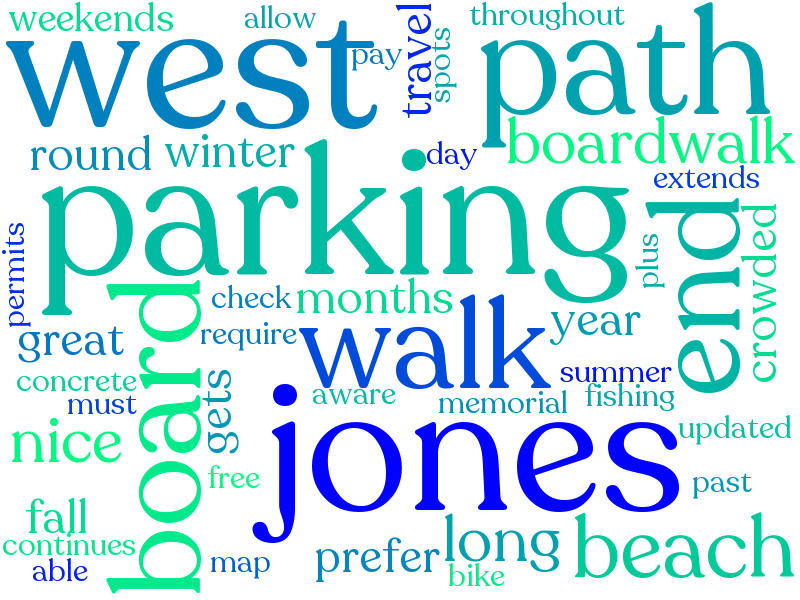 weekends
allow
throughout
west
pay
travel
spots
path
round
winter
day
boardwalk
extends
parking
permits
plus
end
crowded
check
months
board
require
walk
year
great
concrete
must
gets
aware
summer
memorial
fishing
nice
jones
updated
free
past
fall
continues
able
map
prefer
long
bike
beach